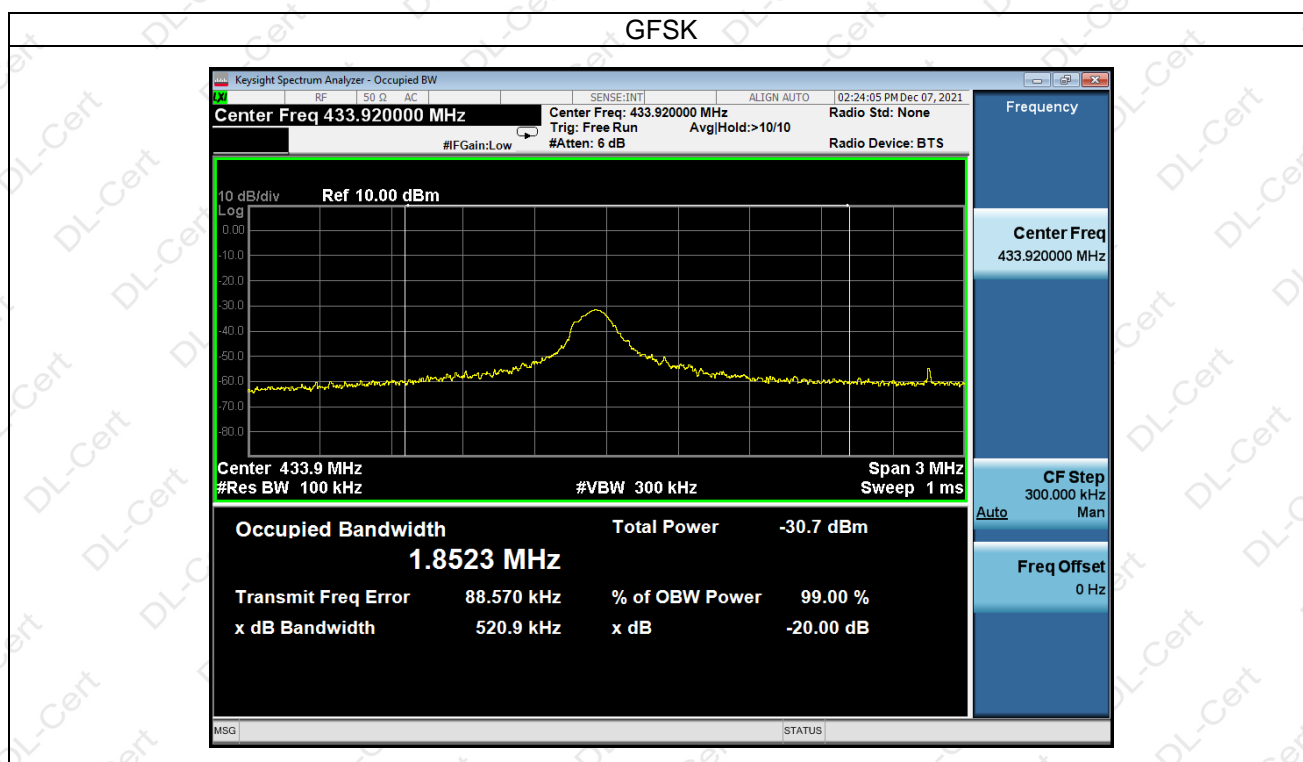 GFSK
Keysight Spectrum Analyzer - Occupied BW
LXI RF 50 Ω AC SENSE:INT ALIGN AUTO 02:24:05 PM Dec 07, 2021
Center Freq 433.920000 MHz
Center Freq: 433.920000 MHz Radio Std: None
Trig: Free Run Avg|Hold:>10/10
#IFGain:Low #Atten: 6 dB Radio Device: BTS
10 dB/div Ref 10.00 dBm
Log
0.00
-10.0
-20.0
-30.0
-40.0
-50.0
-60.0
-70.0
-80.0
Center 433.9 MHz Span 3 MHz
#Res BW 100 kHz #VBW 300 kHz Sweep 1 ms
Occupied Bandwidth Total Power -30.7 dBm
1.8523 MHz
Transmit Freq Error 88.570 kHz % of OBW Power 99.00 %
x dB Bandwidth 520.9 kHz x dB -20.00 dB
MSG STATUS
Frequency
Center Freq
433.920000 MHz
CF Step
300.000 kHz
Auto Man
Freq Offset
0 Hz
DL-Cert